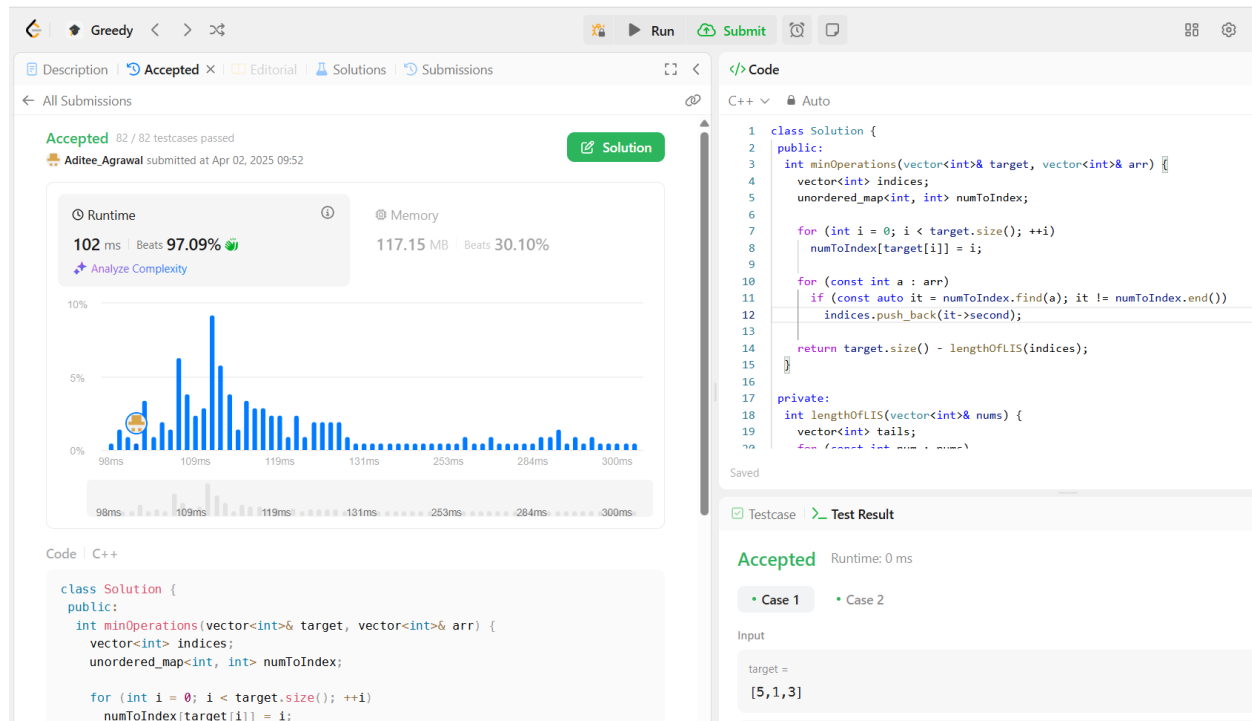 Greedy
Run
Submit
Description
Accepted
Editorial
Solutions
Submissions
All Submissions
Accepted 82 / 82 testcases passed
Aditee_Agrawal submitted at Apr 02, 2025 09:52
Solution
Runtime
102 ms Beats 97.09%
Analyze Complexity
Memory
117.15 MB Beats 30.10%
10%
5%
0%
98ms 109ms 119ms 131ms 253ms 284ms 300ms
98ms 109ms 119ms 131ms 253ms 284ms 300ms
Code C++
class Solution {
public:
int minOperations(vector<int>& target, vector<int>& arr) {
vector<int> indices;
unordered_map<int, int> numToIndex;
for (int i = 0; i < target.size(); ++i)
numToIndex[target[i]] = i;
</> Code
C++ Auto
1 class Solution {
2 public:
3 int minOperations(vector<int>& target, vector<int>& arr) {
4 vector<int> indices;
5 unordered_map<int, int> numToIndex;
6
7 for (int i = 0; i < target.size(); ++i)
8 numToIndex[target[i]] = i;
9
10 for (const int a : arr)
11 if (const auto it = numToIndex.find(a); it != numToIndex.end())
12 indices.push_back(it->second);
13
14 return target.size() - lengthOfLIS(indices);
15 }
16
17 private:
18 int lengthOfLIS(vector<int>& nums) {
19 vector<int> tails;
20 for (const int num : nums)
Saved
Testcase
Test Result
Accepted Runtime: 0 ms
Case 1
Case 2
Input
target =
[5,1,3]